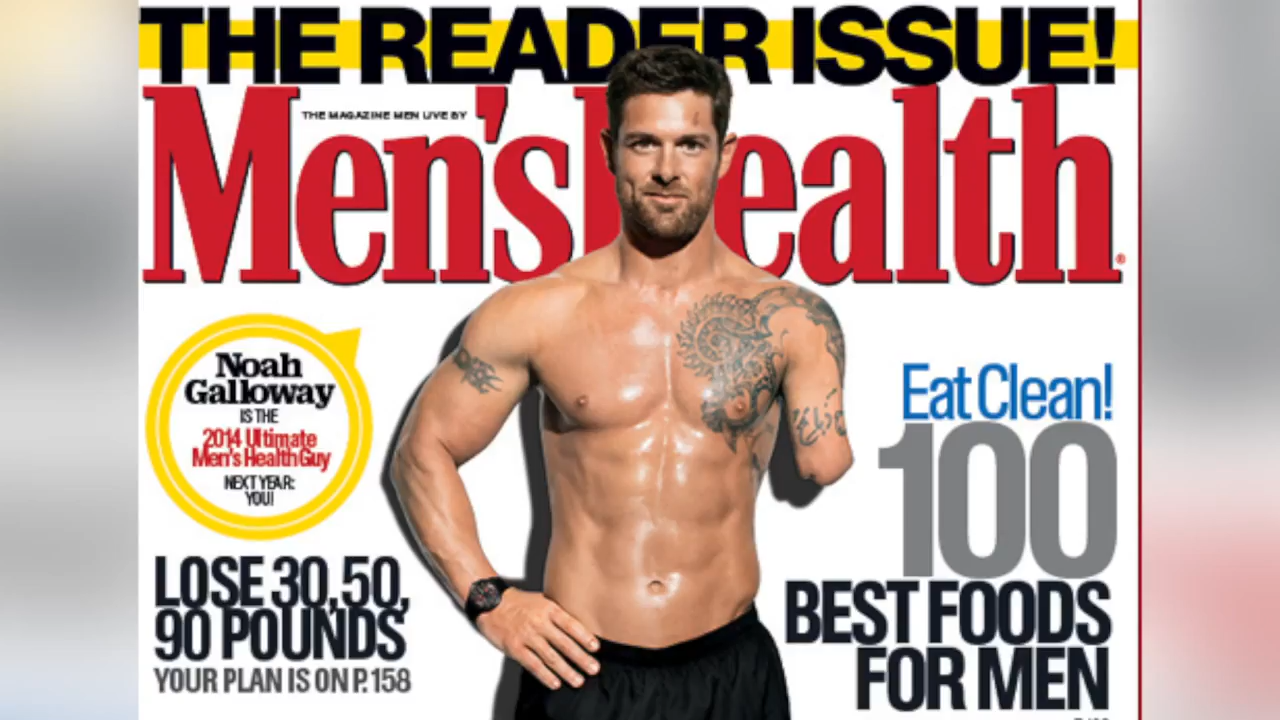 THE READER ISSUE!
THE MAGAZINE MEN LIVE BY
Men's Health®
Noah
Galloway
IS THE
2014 Ultimate
Men's Health Guy
NEXT YEAR:
YOU!
LOSE 30, 50,
90 POUNDS
YOUR PLAN IS ON P. 158
Eat Clean!
100
BEST FOODS
FOR MEN